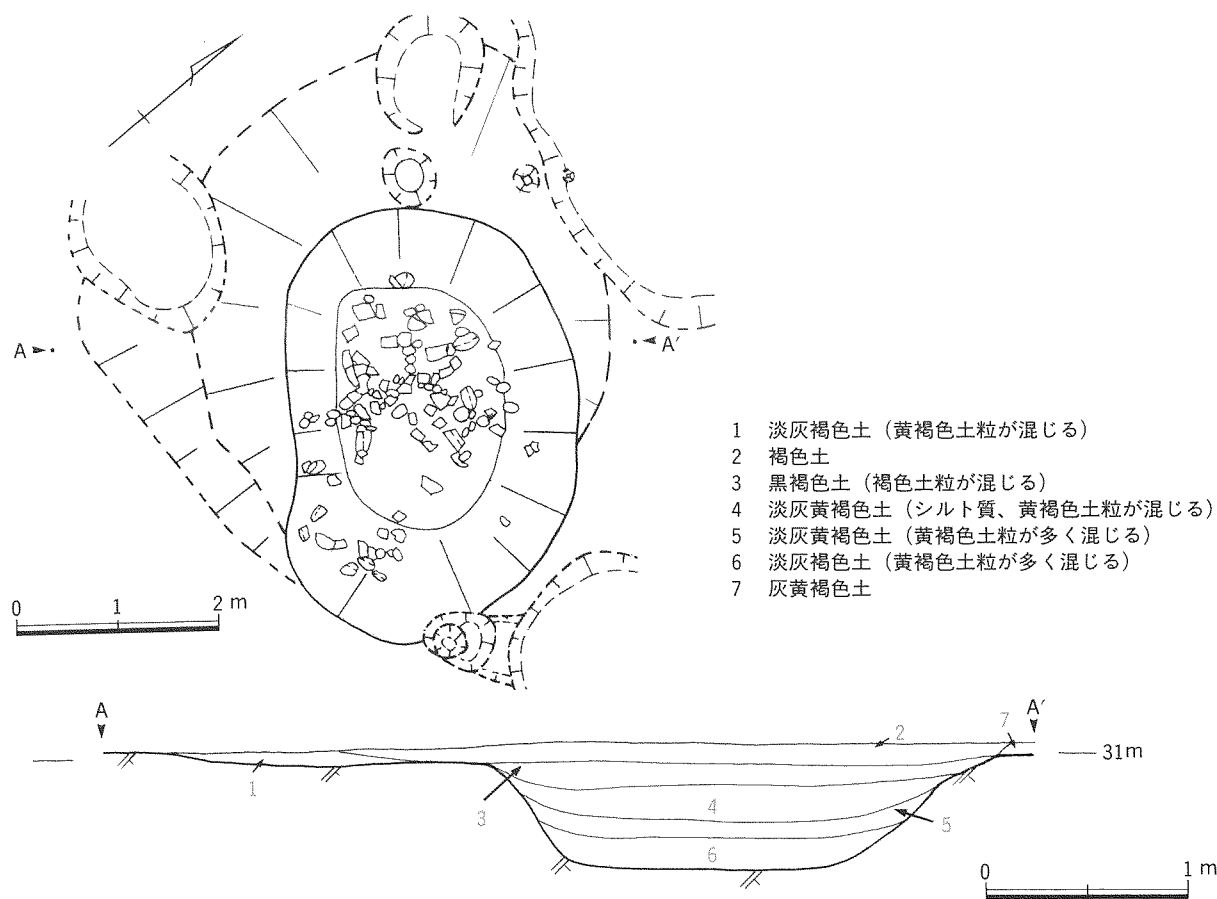 A
A′
1 淡灰褐色土（黄褐色土粒が混じる）
2 褐色土
3 黒褐色土（褐色土粒が混じる）
4 淡灰黄褐色土（シルト質、黄褐色土粒が混じる）
5 淡灰黄褐色土（黄褐色土粒が多く混じる）
6 淡灰褐色土（黄褐色土粒が多く混じる）
7 灰黄褐色土
0 1 2 m
A
A′
7
2
31m
1
3
4
5
6
0 1 m